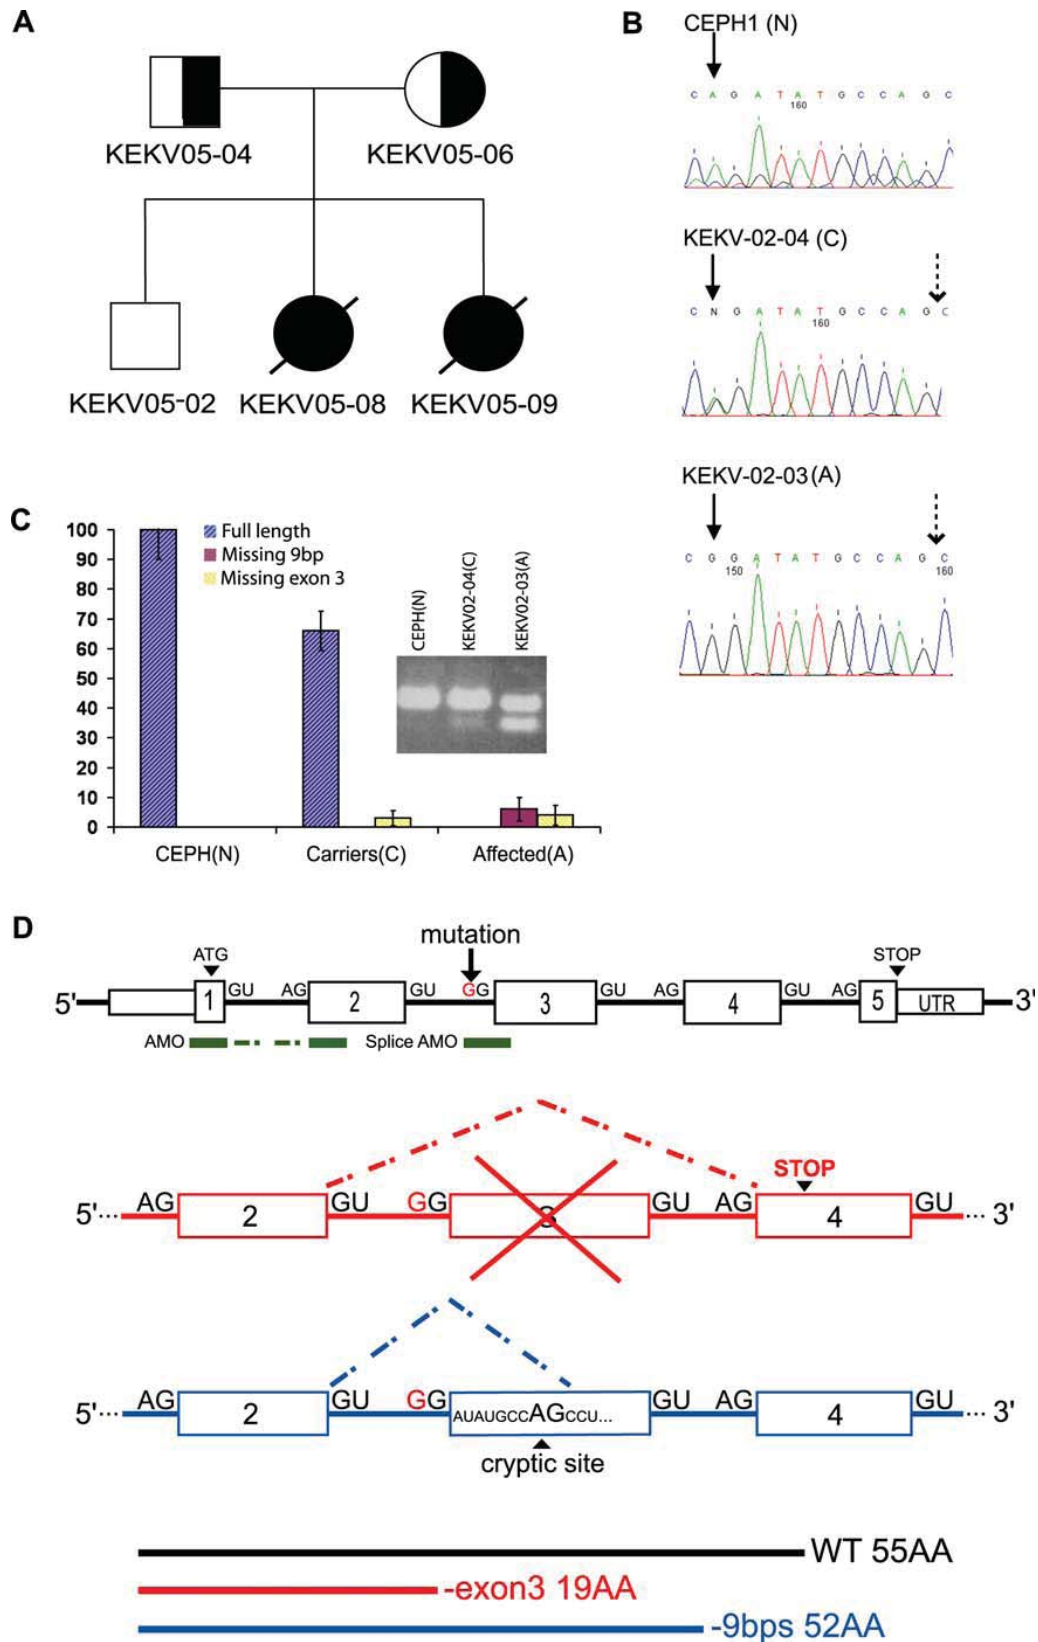 A
KEKV05-04
KEKV05-06
KEKV05-02
KEKV05-08
KEKV05-09
B
CEPH1 (N)
C A G A T A T G C C A G C
160
KEKV-02-04 (C)
C N G A T A T G C C A G C
160
KEKV-02-03 (A)
C G G A T A T G C C A G C
150
160
C
100
90
80
70
60
50
40
30
20
10
0
Full length
Missing 9bp
Missing exon 3
CEPH(N)
KEKV02-04(C)
KEKV02-03(A)
CEPH(N)
Carriers(C)
Affected(A)
D
mutation
ATG
STOP
5' 1 GU AG 2 GU GG 3 GU AG 4 GU AG 5 UTR 3'
AMO
Splice AMO
STOP
5'... AG 2 GU GG 3 GU AG 4 GU ... 3'
5'... AG 2 GU GG AUAUGCCAGCCU... GU AG 4 GU ... 3'
cryptic site
WT 55AA
-exon3 19AA
-9bps 52AA